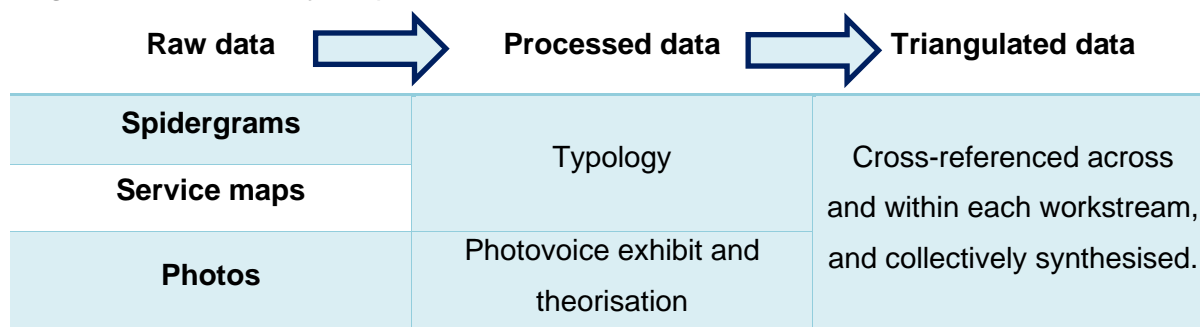 Raw data
Processed data
Triangulated data
Spidergrams
Service maps
Photos
Typology
Photovoice exhibit and
theorisation
Cross-referenced across
and within each workstream,
and collectively synthesised.